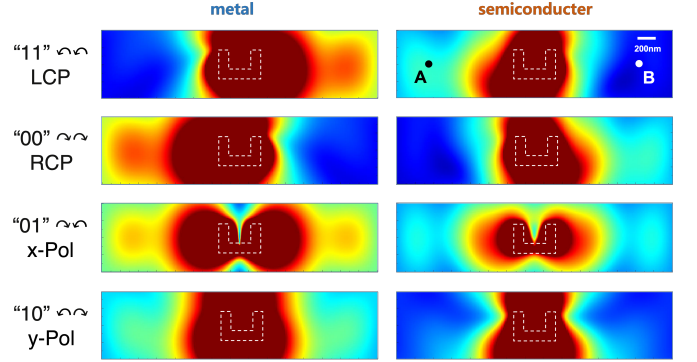 metal
semiconducter
“11” ↶↶
LCP
A
200nm
B
“00” ↷↷
RCP
“01” ↷↶
x-Pol
“10” ↶↷
y-Pol